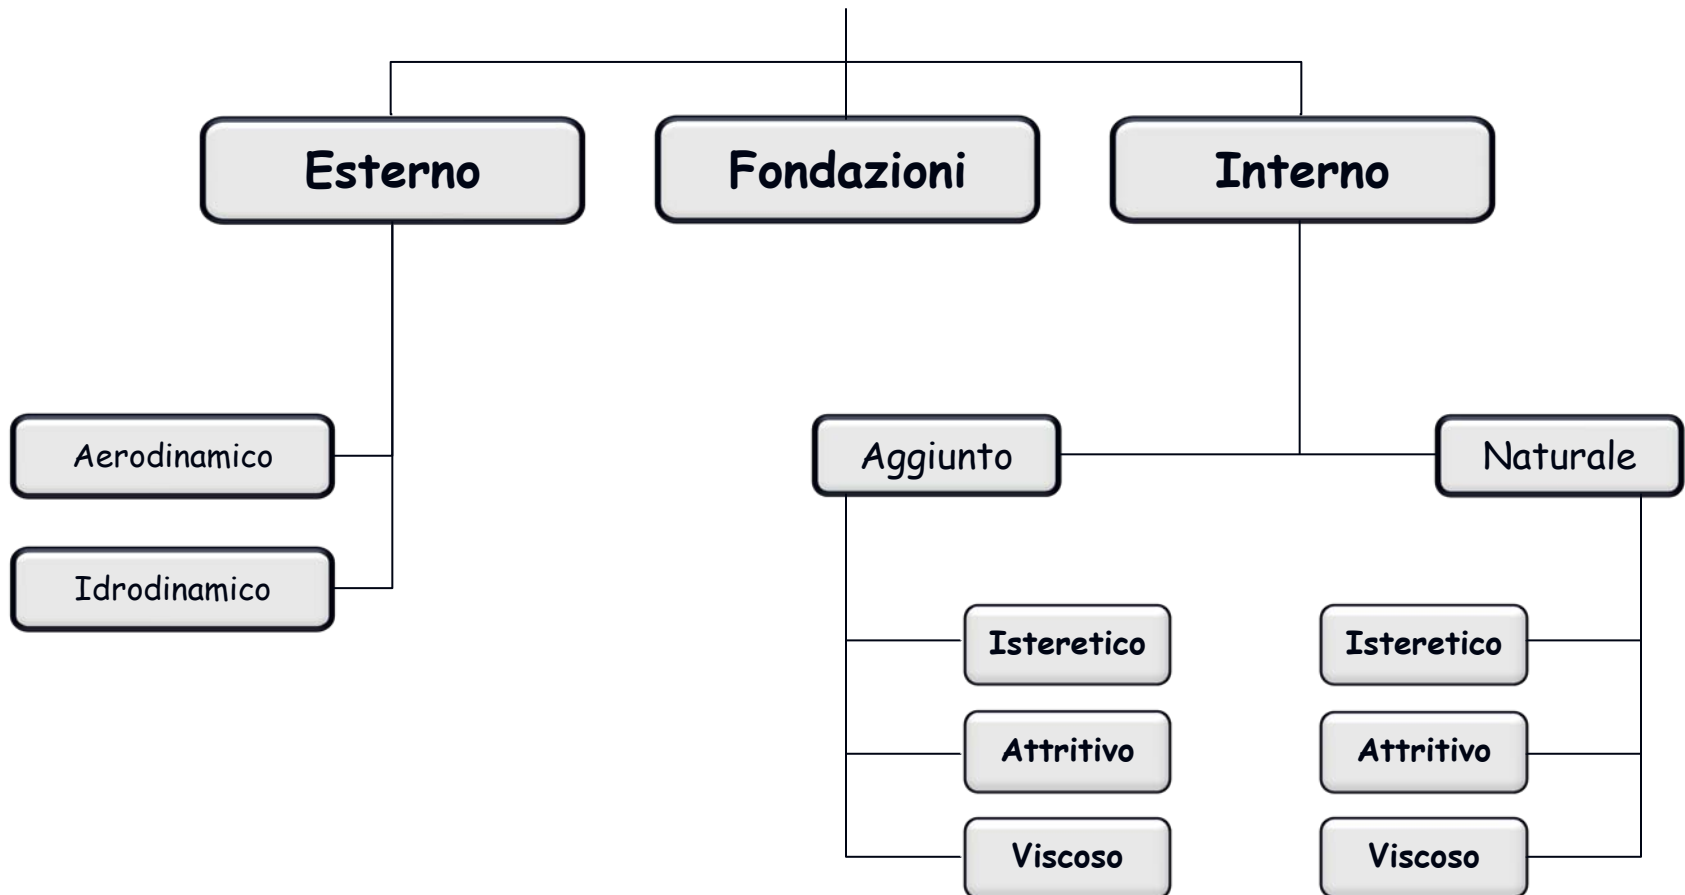 Esterno
Fondazioni
Interno
Aerodinamico
Idrodinamico
Aggiunto
Naturale
Isteretico
Isteretico
Attritivo
Attritivo
Viscoso
Viscoso